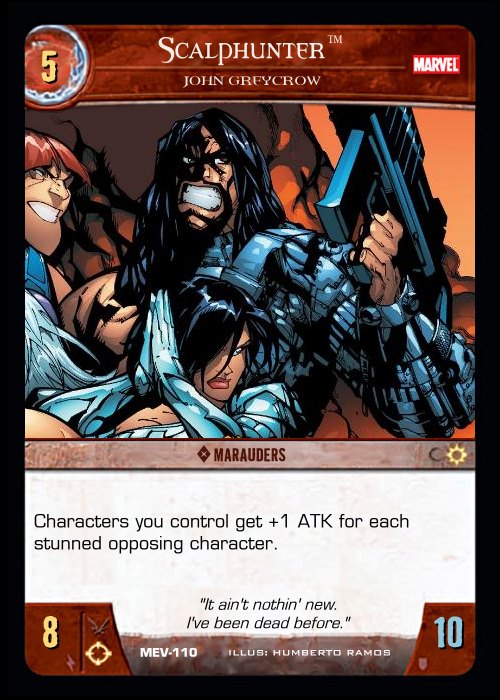 5
SCALPHUNTER™
JOHN GREYCROW
MARVEL
MARAUDERS
C
Characters you control get +1 ATK for each
stunned opposing character.
"It ain't nothin' new.
I've been dead before."
8
MEV-110 ILLUS: HUMBERTO RAMOS
10